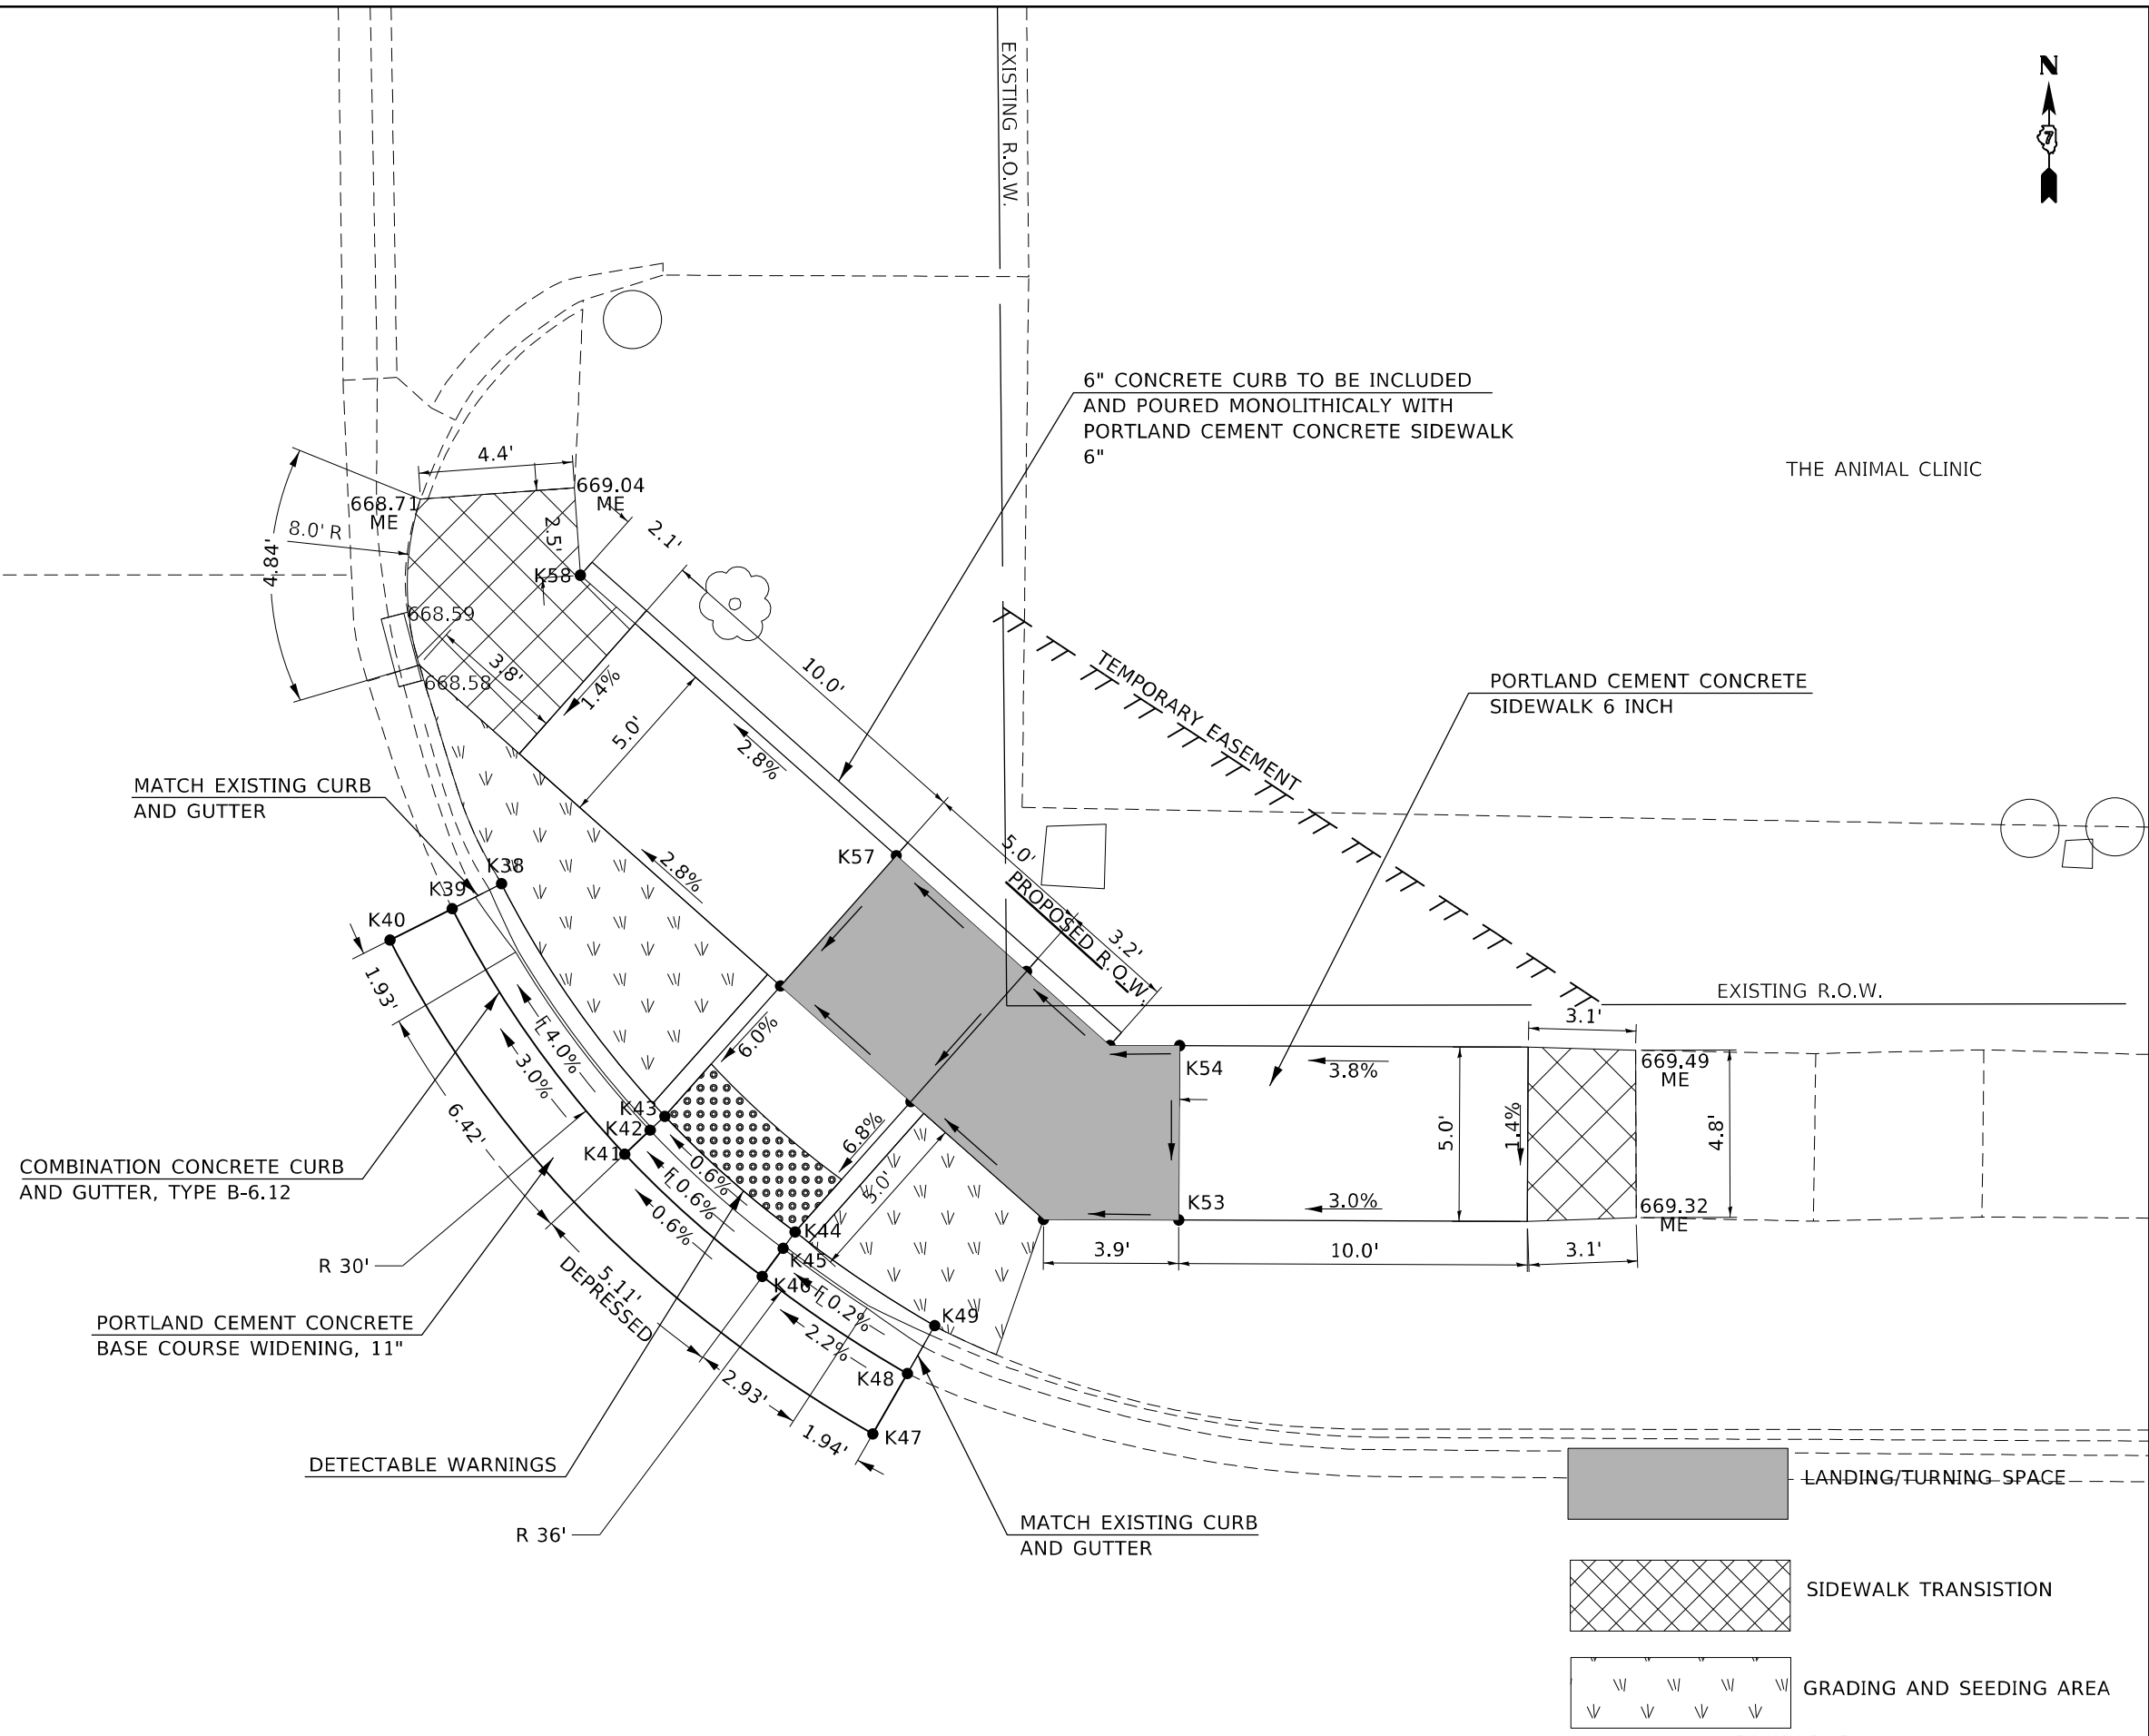 EXISTING R.O.W.
N
7
6" CONCRETE CURB TO BE INCLUDED
AND POURED MONOLITHICALY WITH
PORTLAND CEMENT CONCRETE SIDEWALK
6"
THE ANIMAL CLINIC
4.4'
669.04
ME
668.71
ME
8.0' R
2.5'
2.1'
4.84'
K58
668.59
3.8'
668.58
1.4%
10.0'
5.0'
2.8%
TEMPORARY EASEMENT
PORTLAND CEMENT CONCRETE
SIDEWALK 6 INCH
MATCH EXISTING CURB
AND GUTTER
K57
5.0'
2.8%
K38
K39
K40
PROPOSED R.O.W.
3.2'
1.93'
EXISTING R.O.W.
3.1'
FL 4.0%
3.0%
6.0%
K54
3.8%
669.49
ME
6.42'
K43
K42
K41
6.8%
5.0'
1.4%
4.8'
COMBINATION CONCRETE CURB
AND GUTTER, TYPE B-6.12
0.6%
FL 0.6%
0.6%
5.0'
K53
3.0%
669.32
ME
K44
K45
K46
3.9'
10.0'
3.1'
R 30'
5.11'
DEPRESSED
FL 0.2%
2.2%
K49
PORTLAND CEMENT CONCRETE
BASE COURSE WIDENING, 11"
K48
2.93'
1.94'
K47
DETECTABLE WARNINGS
LANDING/TURNING SPACE
R 36'
MATCH EXISTING CURB
AND GUTTER
SIDEWALK TRANSISTION
GRADING AND SEEDING AREA